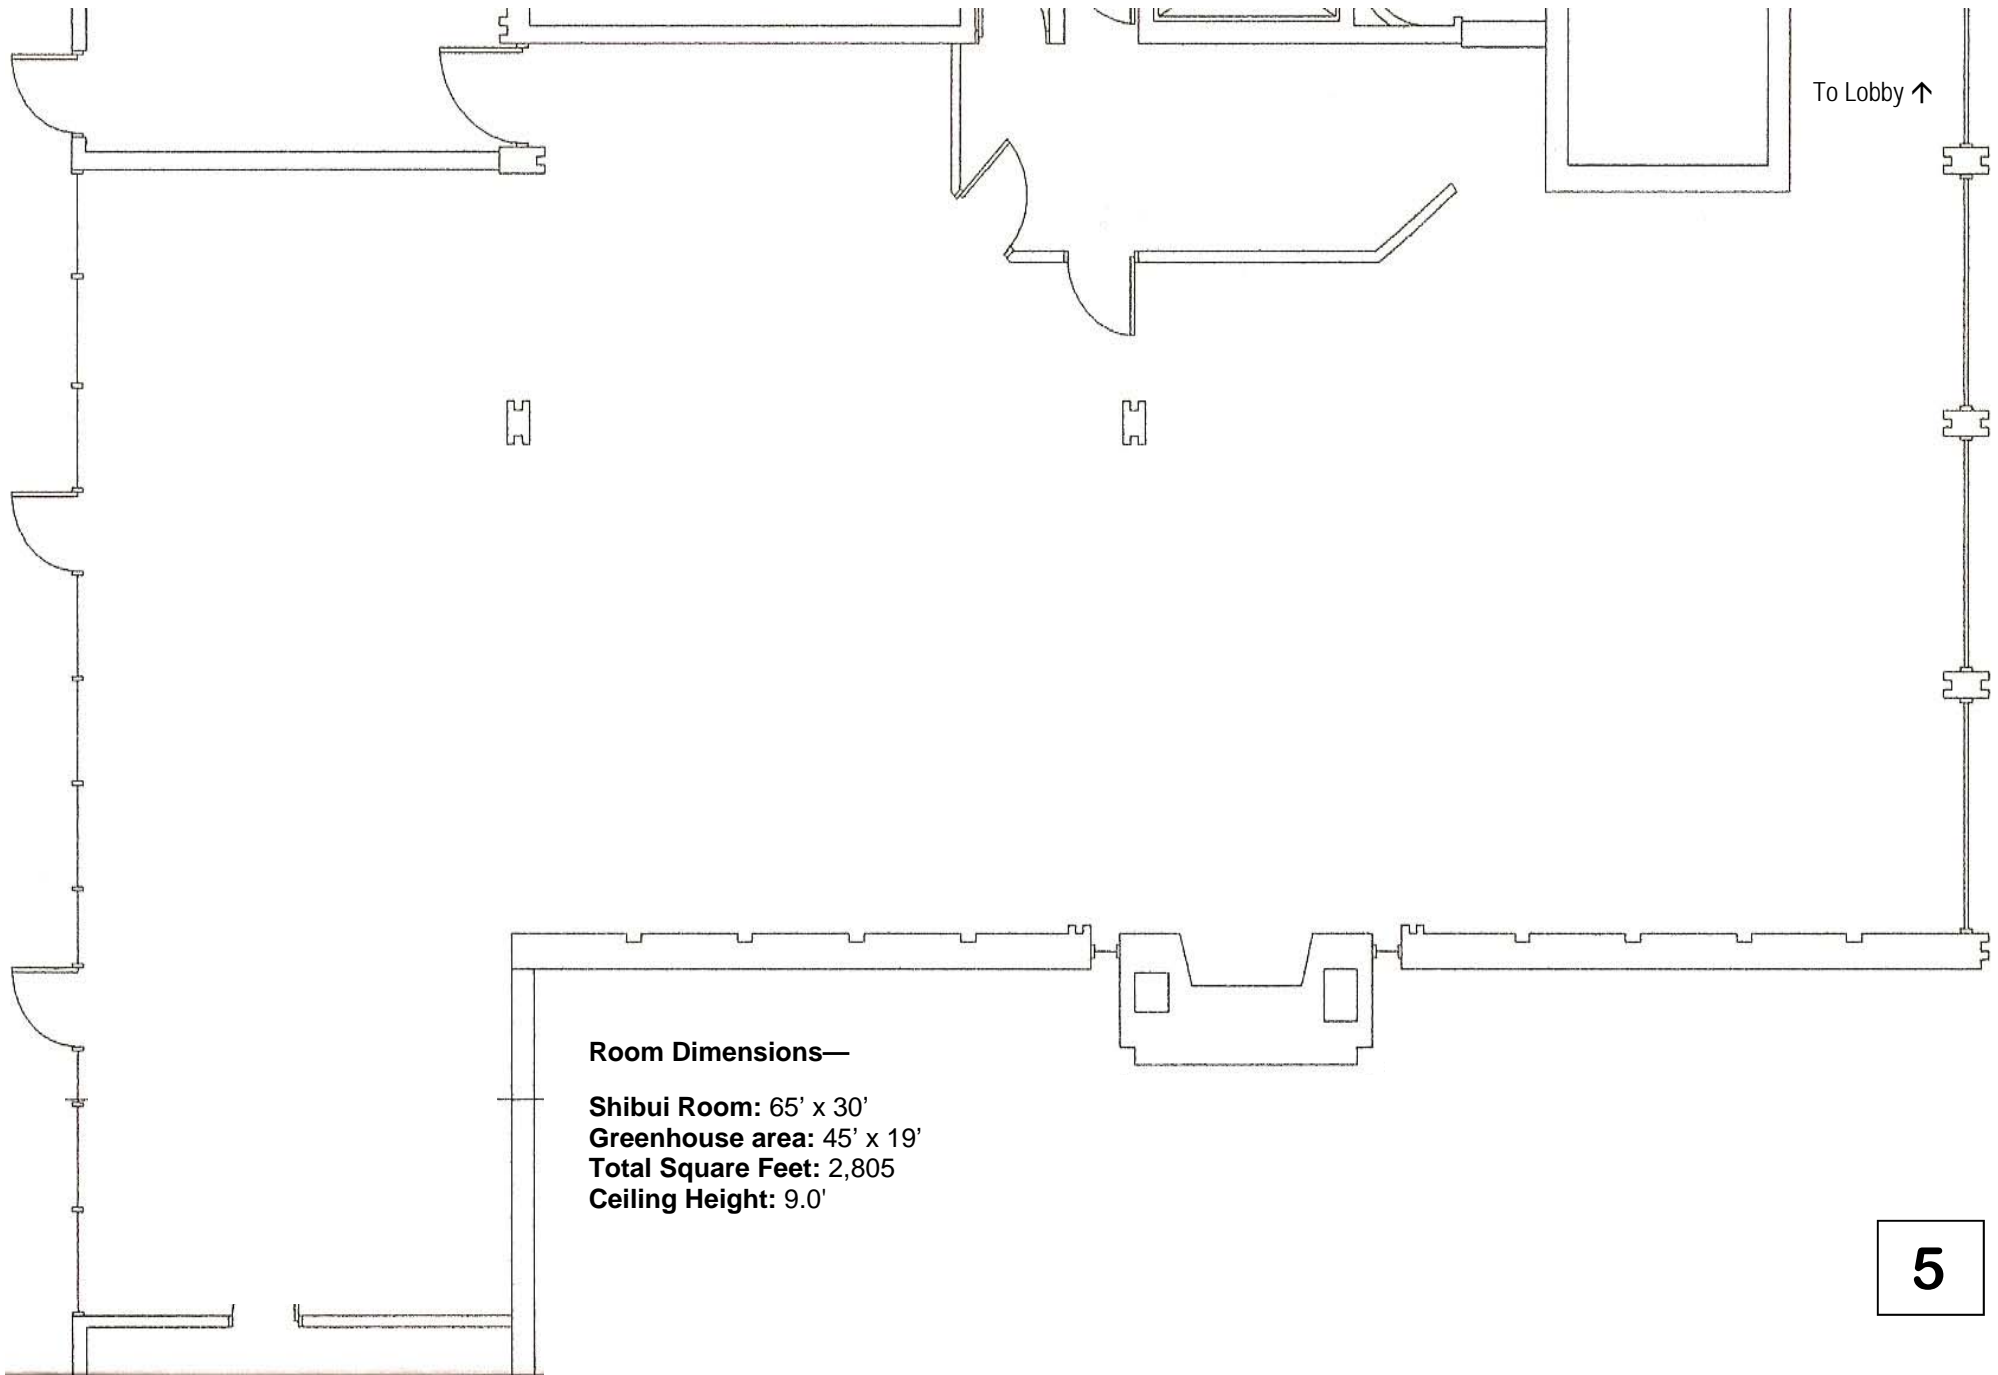 To Lobby ↑
Room Dimensions—
Shibui Room: 65’ x 30’
Greenhouse area: 45’ x 19’
Total Square Feet: 2,805
Ceiling Height: 9.0'
5